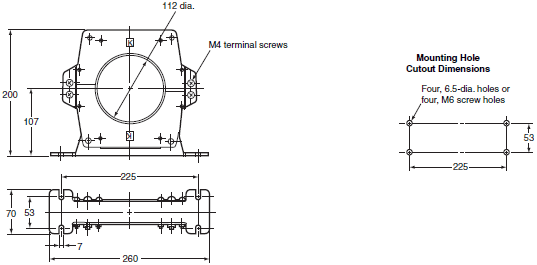 112 dia.
M4 terminal screws
200
107
K
K
Mounting Hole
Cutout Dimensions
Four, 6.5-dia. holes or
four, M6 screw holes
53
225
225
70
53
7
260